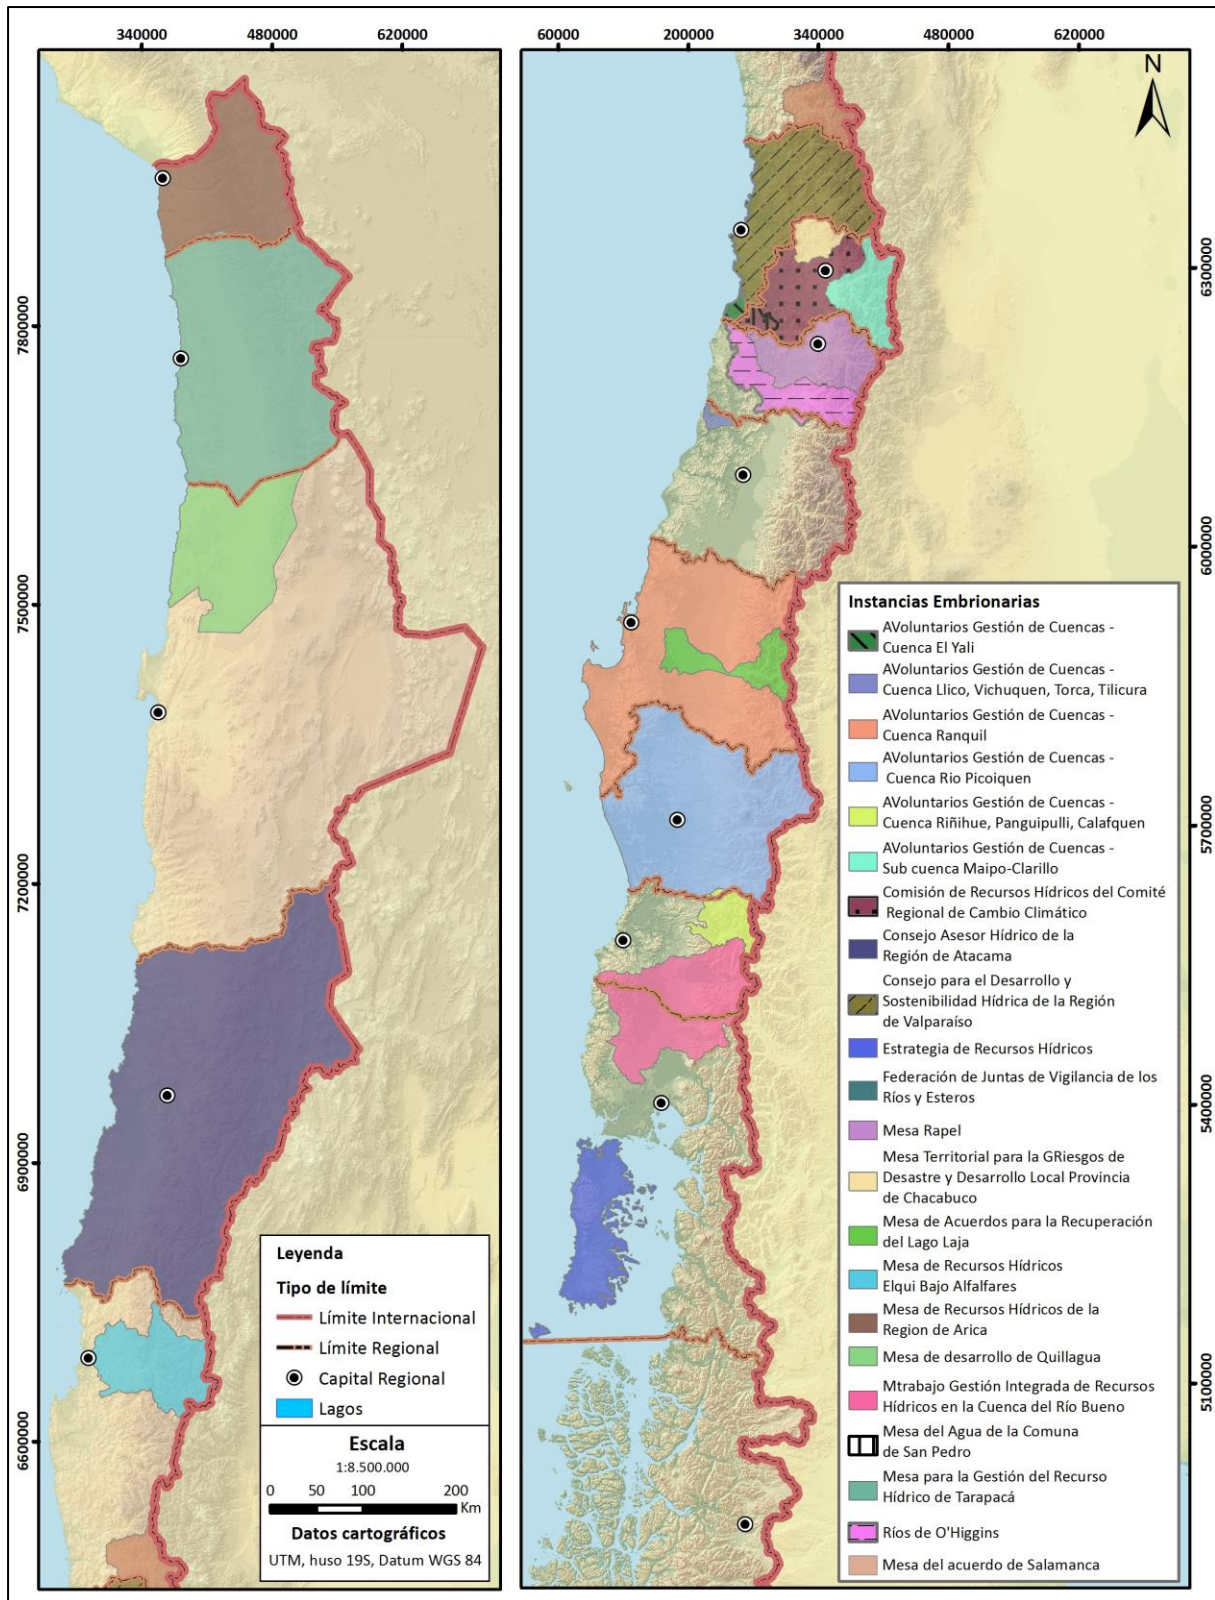 340000 480000 620000
60000 2000000 3400000 4800000 6200000
N
7800000
7500000
7200000
6900000
6600000
6300000
6000000
5700000
5400000
5100000
Leyenda
Tipo de límite
Límite Internacional
Límite Regional
Capital Regional
Lagos
Escala
1:8.500.000
0 50 100 200
Km
Datos cartográficos
UTM, huso 19S, Datum WGS 84
Instancias Embrionarias
AVoluntarios Gestión de Cuencas -
Cuenca El Yali
AVoluntarios Gestión de Cuencas -
Cuenca Llico, Vichuquen, Torca, Tilicura
AVoluntarios Gestión de Cuencas -
Cuenca Ranquil
AVoluntarios Gestión de Cuencas -
Cuenca Rio Picoiquen
AVoluntarios Gestión de Cuencas -
Cuenca Riñihue, Panguipulli, Calafquen
AVoluntarios Gestión de Cuencas -
Sub cuenca Maipo-Clarillo
Comisión de Recursos Hídricos del Comité
Regional de Cambio Climático
Consejo Asesor Hídrico de la
Región de Atacama
Consejo para el Desarrollo y
Sostenibilidad Hídrica de la Región
de Valparaíso
Estrategia de Recursos Hídricos
Federación de Juntas de Vigilancia de los
Ríos y Esteros
Mesa Rapel
Mesa Territorial para la GRiesgos de
Desastre y Desarrollo Local Provincia
de Chacabuco
Mesa de Acuerdos para la Recuperación
del Lago Laja
Mesa de Recursos Hídricos
Elqui Bajo Alfalfares
Mesa de Recursos Hídricos de la
Region de Arica
Mesa de desarrollo de Quillagua
Mtrabajo Gestión Integrada de Recursos
Hídricos en la Cuenca del Río Bueno
Mesa del Agua de la Comuna
de San Pedro
Mesa para la Gestión del Recurso
Hídrico de Tarapacá
Ríos de O'Higgins
Mesa del acuerdo de Salamanca